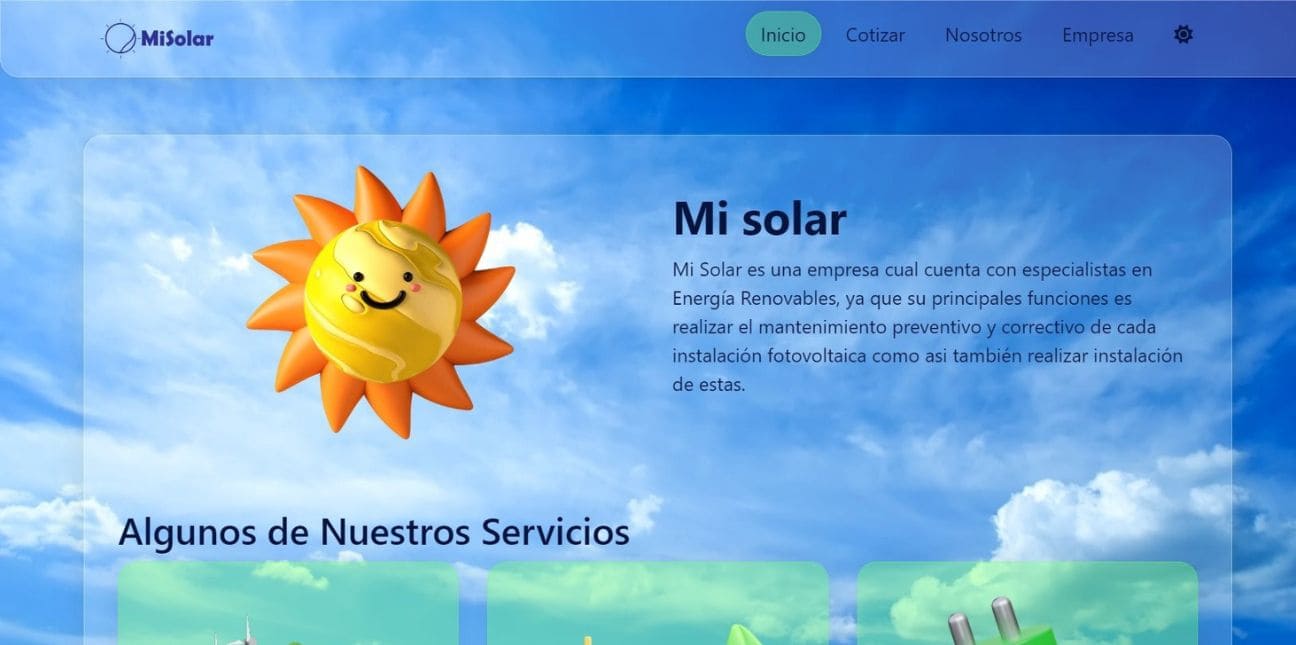 MiSolar
Inicio Cotizar Nosotros Empresa
Mi solar
Mi Solar es una empresa cual cuenta con especialistas en
Energía Renovables, ya que su principales funciones es
realizar el mantenimiento preventivo y correctivo de cada
instalación fotovoltaica como asi también realizar instalación
de estas.
Algunos de Nuestros Servicios